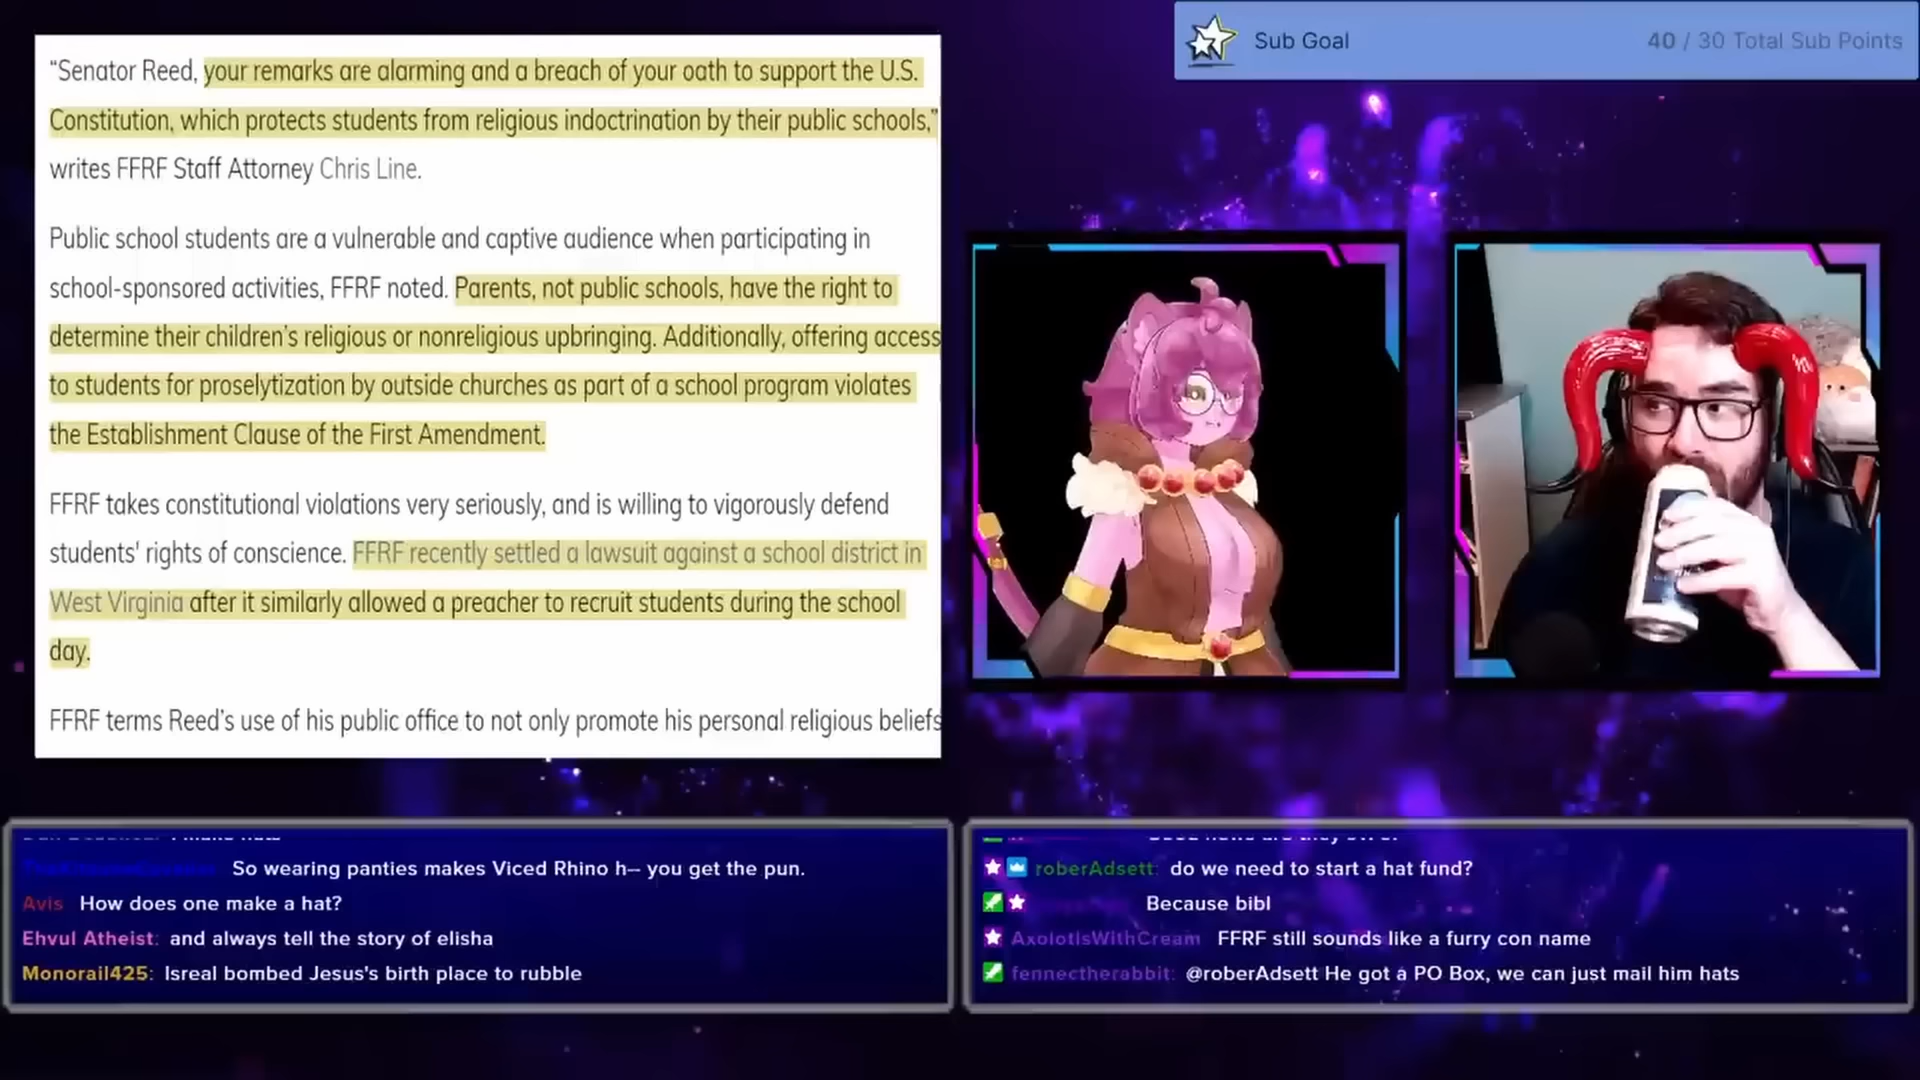 “Senator Reed, your remarks are alarming and a breach of your oath to support the U.S.
Constitution, which protects students from religious indoctrination by their public schools,”
writes FFRF Staff Attorney Chris Line.
Public school students are a vulnerable and captive audience when participating in
school-sponsored activities, FFRF noted. Parents, not public schools, have the right to
determine their children’s religious or nonreligious upbringing. Additionally, offering access
to students for proselytization by outside churches as part of a school program violates
the Establishment Clause of the First Amendment.
FFRF takes constitutional violations very seriously, and is willing to vigorously defend
students' rights of conscience. FFRF recently settled a lawsuit against a school district in
West Virginia after it similarly allowed a preacher to recruit students during the school
day.
FFRF terms Reed’s use of his public office to not only promote his personal religious beliefs
Sub Goal
40 / 30 Total Sub Points
So wearing panties makes Viced Rhino h-- you get the pun.
Avis How does one make a hat?
Ehvul Atheist: and always tell the story of elisha
Monorail425: Isreal bombed Jesus's birth place to rubble
roberAdsett: do we need to start a hat fund?
Because bibl
AxolotlsWithCream FFRF still sounds like a furry con name
fennectherabbit: @roberAdsett He got a PO Box, we can just mail him hats